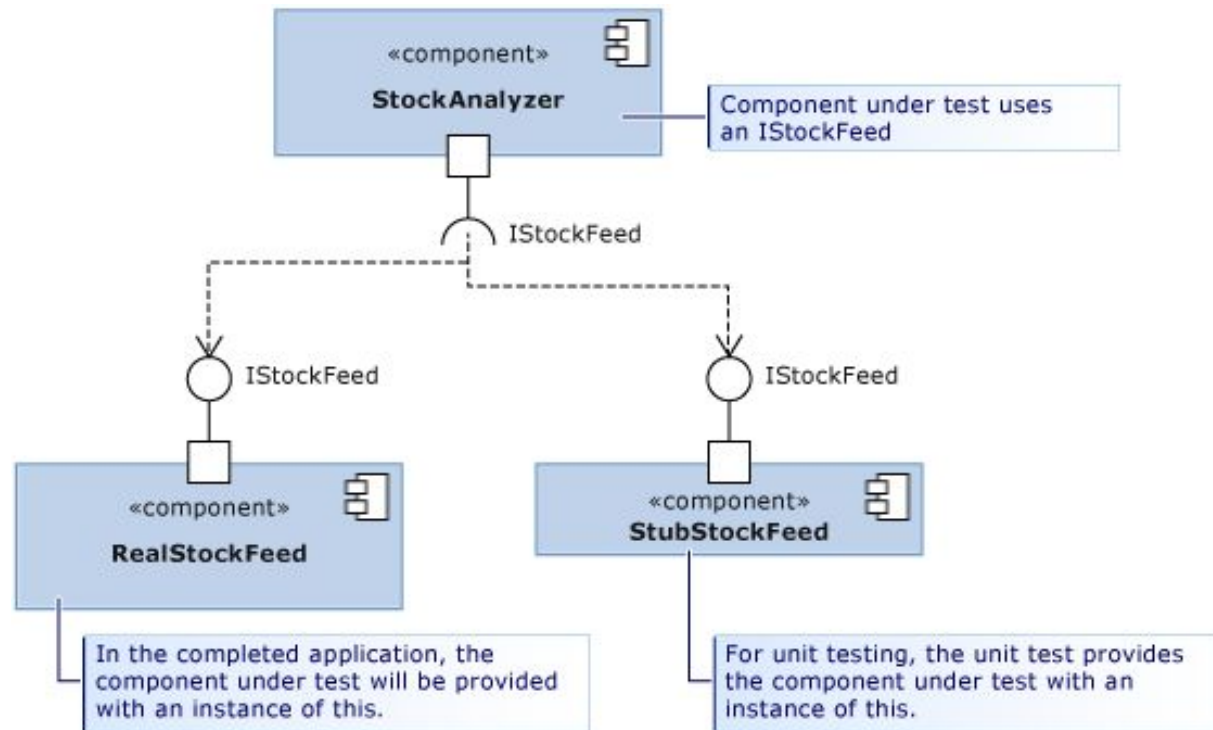 «component»
StockAnalyzer
Component under test uses
an IStockFeed
IStockFeed
IStockFeed
IStockFeed
«component»
RealStockFeed
«component»
StubStockFeed
In the completed application, the
component under test will be provided
with an instance of this.
For unit testing, the unit test provides
the component under test with an
instance of this.